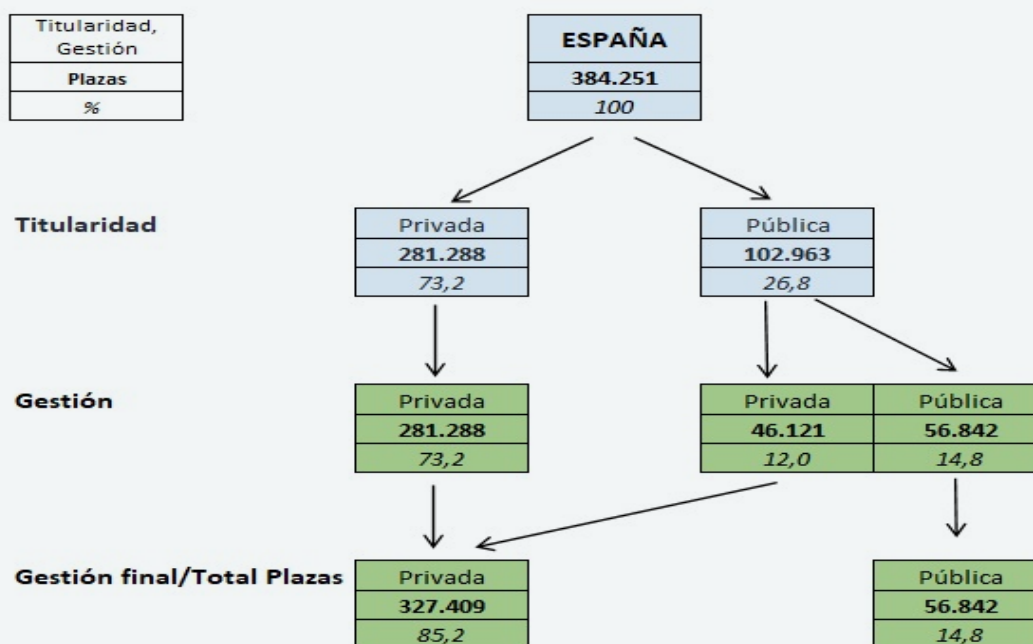 Titularidad,
Gestión
Plazas
%
ESPAÑA
384.251
100
Titularidad
Privada
281.288
73,2
Pública
102.963
26,8
Gestión
Privada
281.288
73,2
Privada
46.121
12,0
Pública
56.842
14,8
Gestión final/Total Plazas
Privada
327.409
85,2
Pública
56.842
14,8